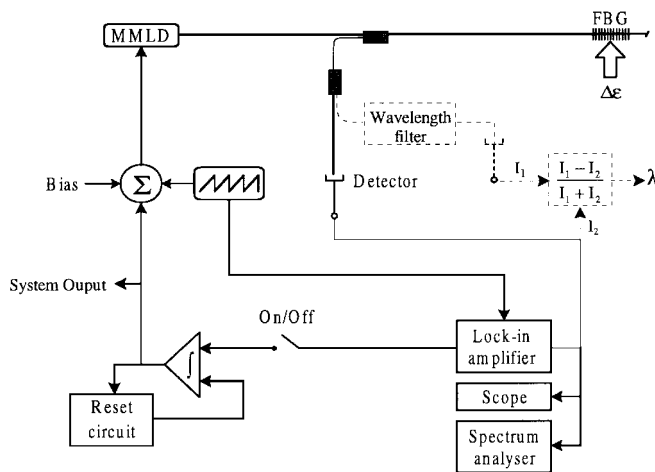 MMLD
FBG
Δε
Wavelength
filter
Bias
Σ
Detector
I₁
I₁ − I₂
I₁ + I₂
λ
I₂
System Ouput
On/Off
∫
Lock-in
amplifier
Reset
circuit
Scope
Spectrum
analyser